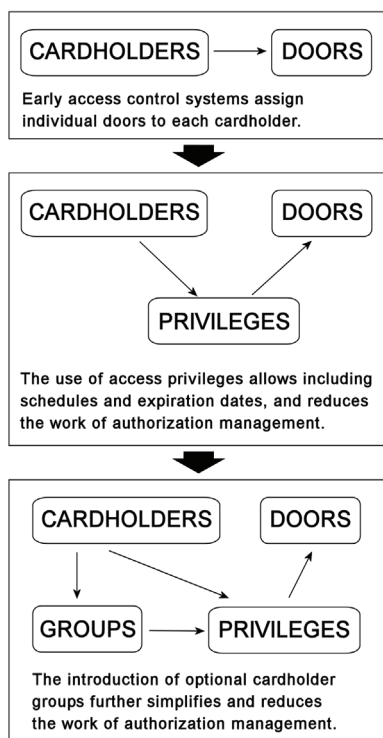 CARDHOLDERS
DOORS
Early access control systems assign
individual doors to each cardholder.
CARDHOLDERS
DOORS
PRIVILEGES
The use of access privileges allows including
schedules and expiration dates, and reduces
the work of authorization management.
CARDHOLDERS
DOORS
GROUPS
PRIVILEGES
The introduction of optional cardholder
groups further simplifies and reduces
the work of authorization management.